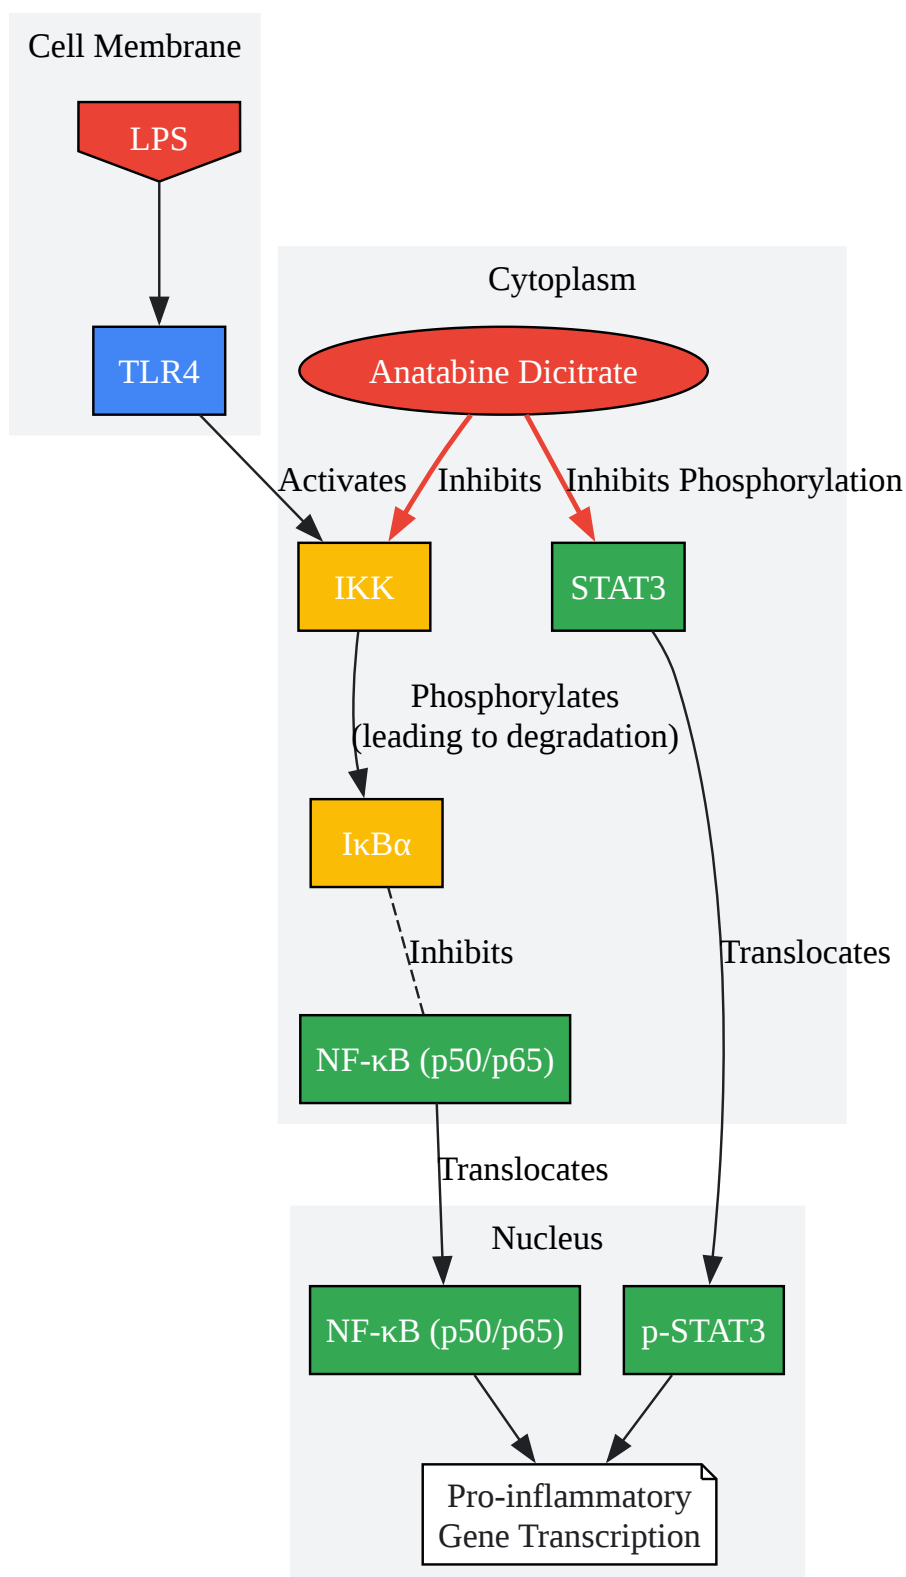 Cell Membrane
LPS
Cytoplasm
TLR4
Anatabine Dicitrate
Activates
Inhibits
Inhibits Phosphorylation
IKK
STAT3
Phosphorylates
(leading to degradation)
IκBα
Inhibits
Translocates
NF-κB (p50/p65)
Translocates
Nucleus
NF-κB (p50/p65)
p-STAT3
Pro-inflammatory
Gene Transcription